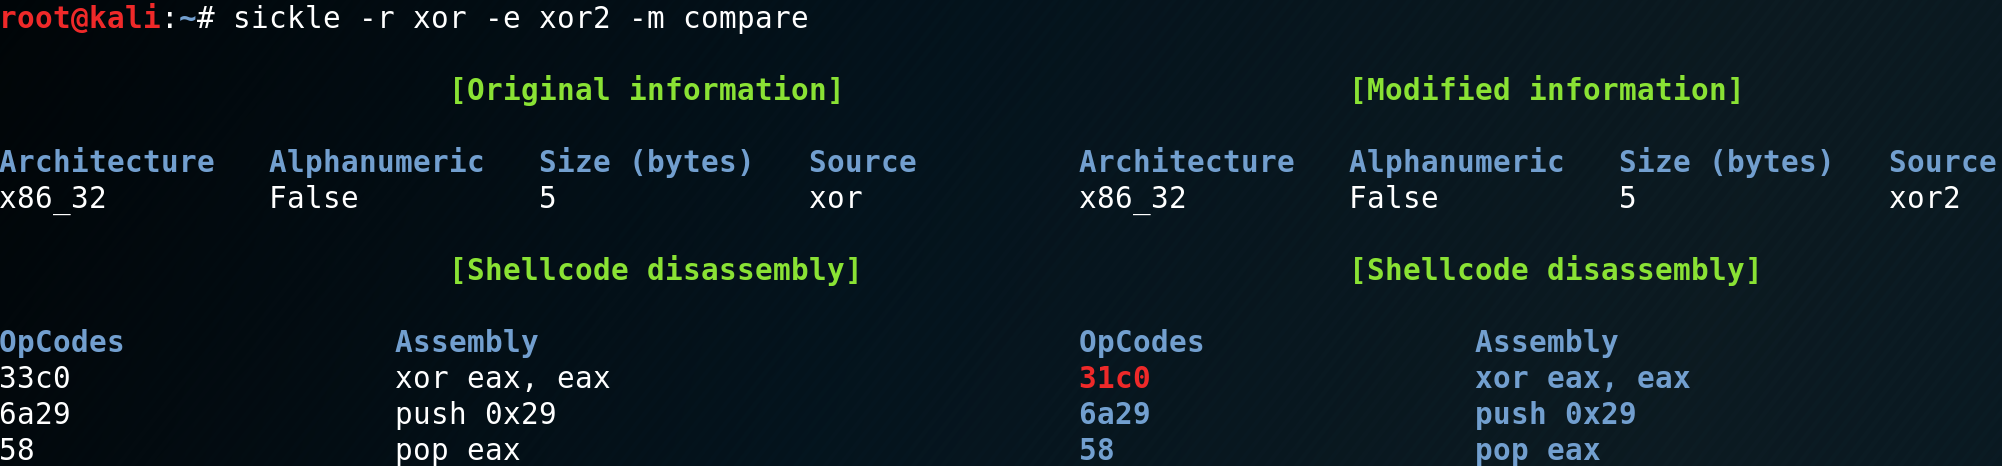 root@kali:~# sickle -r xor -e xor2 -m compare
[Original information] [Modified information]
Architecture Alphanumeric Size (bytes) Source Architecture Alphanumeric Size (bytes) Source
x86_32 False 5 xor x86_32 False 5 xor2
[Shellcode disassembly] [Shellcode disassembly]
OpCodes Assembly OpCodes Assembly
33c0 xor eax, eax 31c0 xor eax, eax
6a29 push 0x29 6a29 push 0x29
58 pop eax 58 pop eax